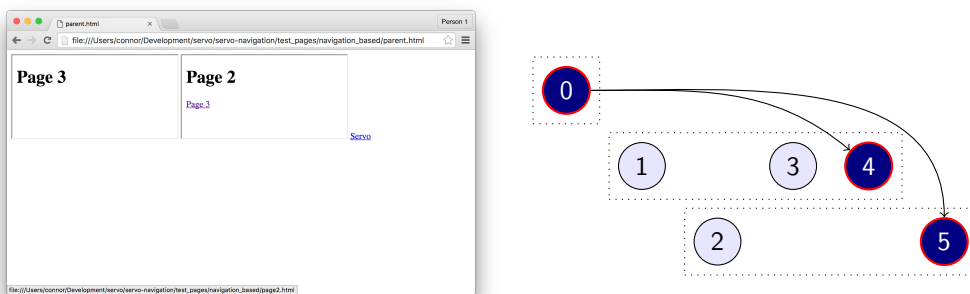 parent.html
Person 1
file:///Users/connor/Development/servo/servo-navigation/test_pages/navigation_based/parent.html
Page 3
Page 2
Page 3
Servo
file:///Users/connor/Development/servo/servo-navigation/test_pages/navigation_based/page2.html
0
1 3 4
2 5